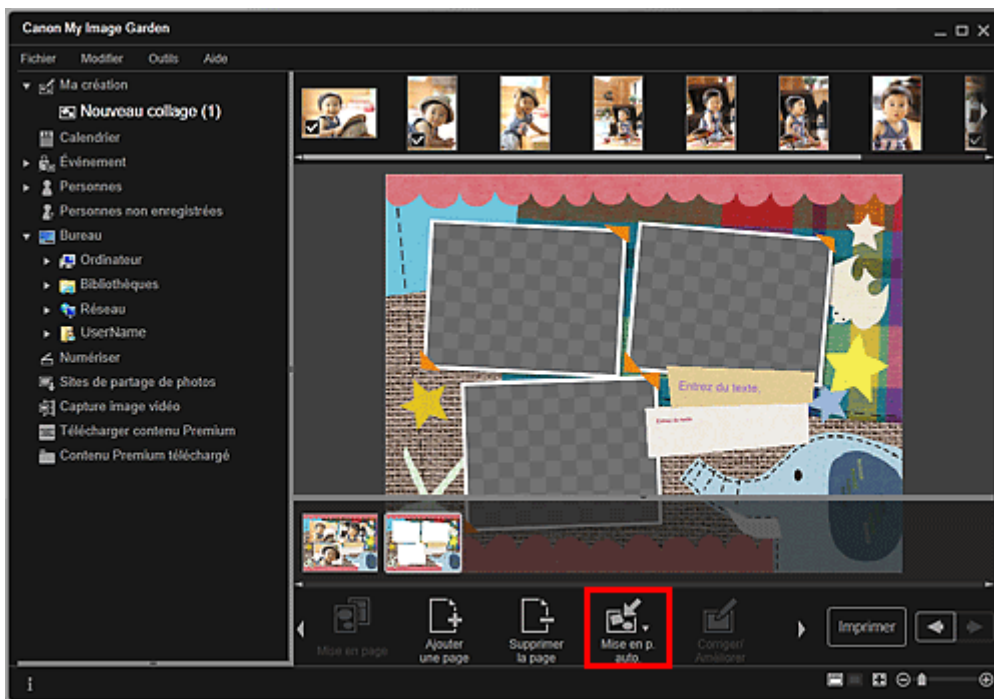 Canon My Image Garden
Fichier Modifier Outils Aide
Ma création
Nouveau collage (1)
Calendrier
Événement
Personnes
Personnes non enregistrées
Bureau
Ordinateur
Bibliothèques
Réseau
UserName
Numériser
Sites de partage de photos
Capture image vidéo
Télécharger contenu Premium
Contenu Premium téléchargé
Entrez du texte.
Entrez du texte.
Mise en page
Ajouter
une page
Supprimer
la page
Mise en p.
auto.
Corriger/
Améliorer
Imprimer